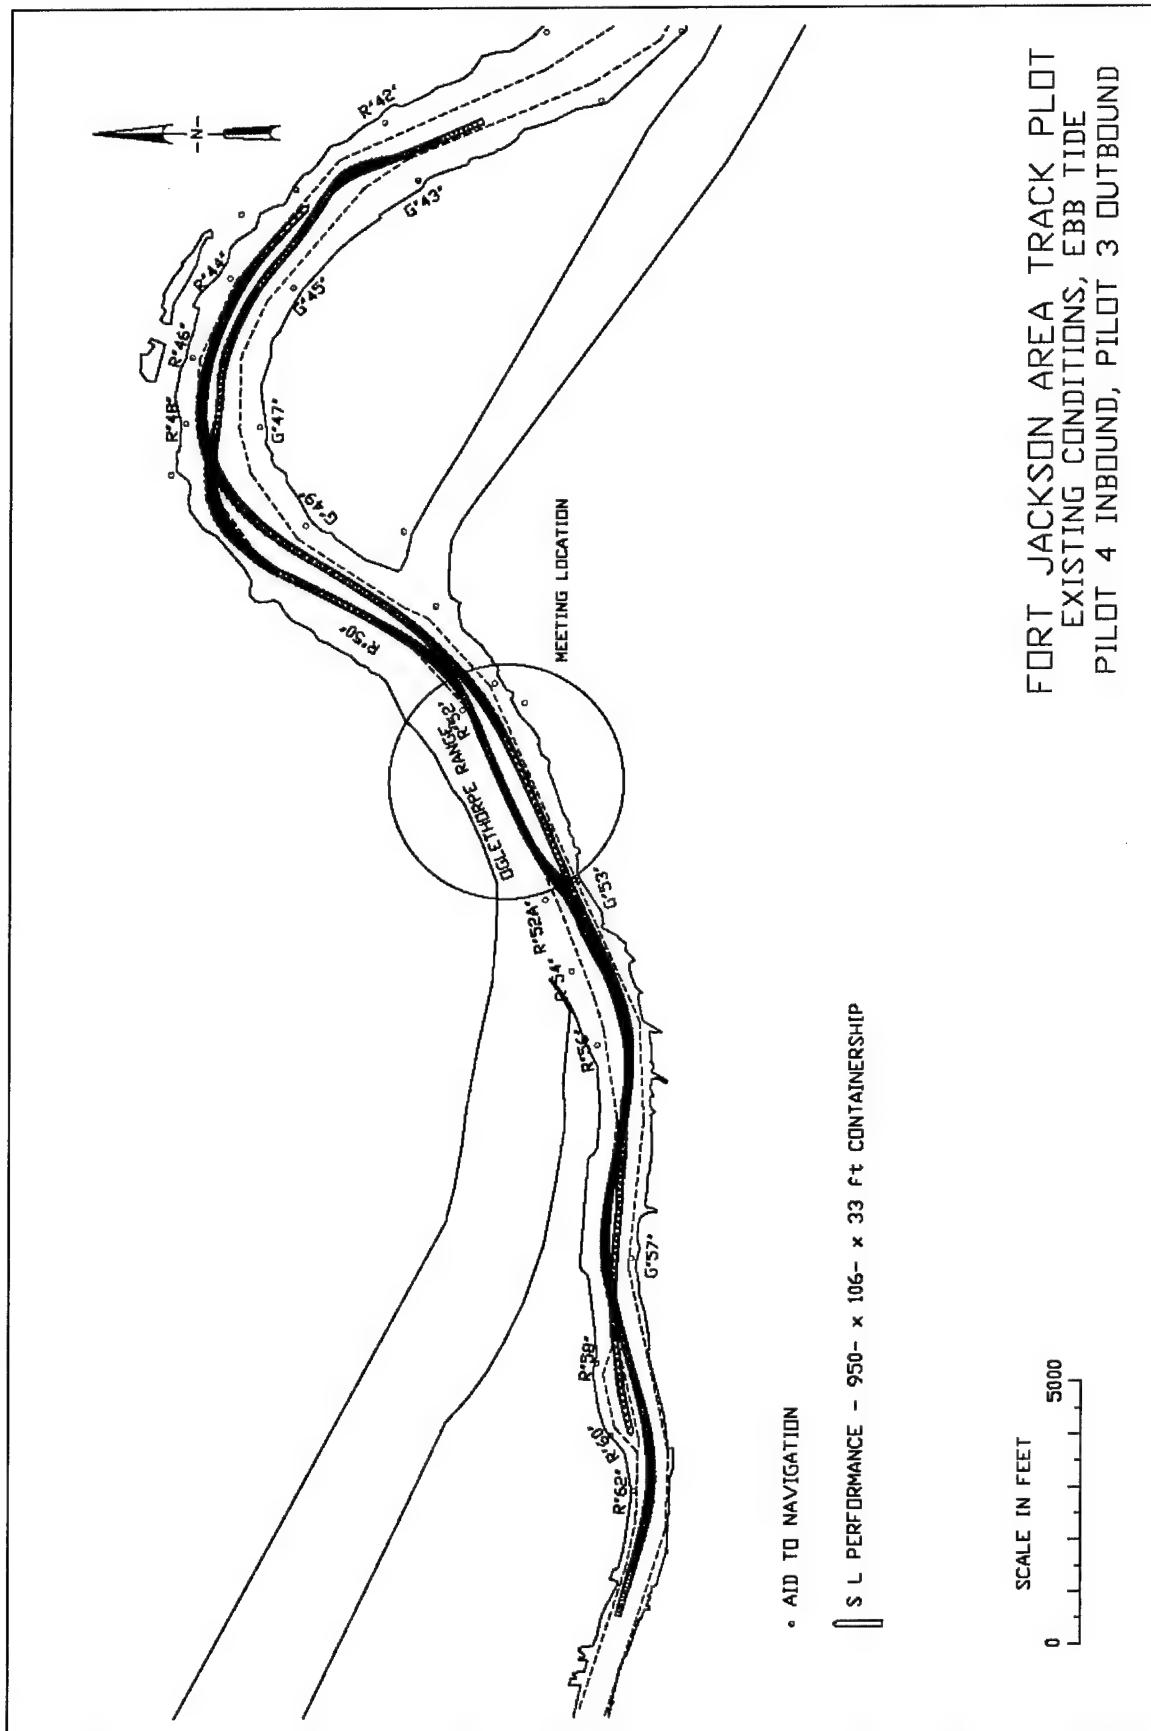 -N-
R"42"
G"43"
R"44"
G"45"
R"46"
G"47"
R"48"
G"49"
R"50"
R"52"
OGLETHORPE RANGE
MEETING LOCATION
R"52A"
G"53"
R"54"
R"56"
G"57"
R"58"
R"60"
R"62"
AID TO NAVIGATION
S L PERFORMANCE - 950- x 106- x 33 ft CONTAINERSHIP
SCALE IN FEET
0 5000
FORT JACKSON AREA TRACK PLOT
EXISTING CONDITIONS, EBB TIDE
PILOT 4 INBOUND, PILOT 3 OUTBOUND